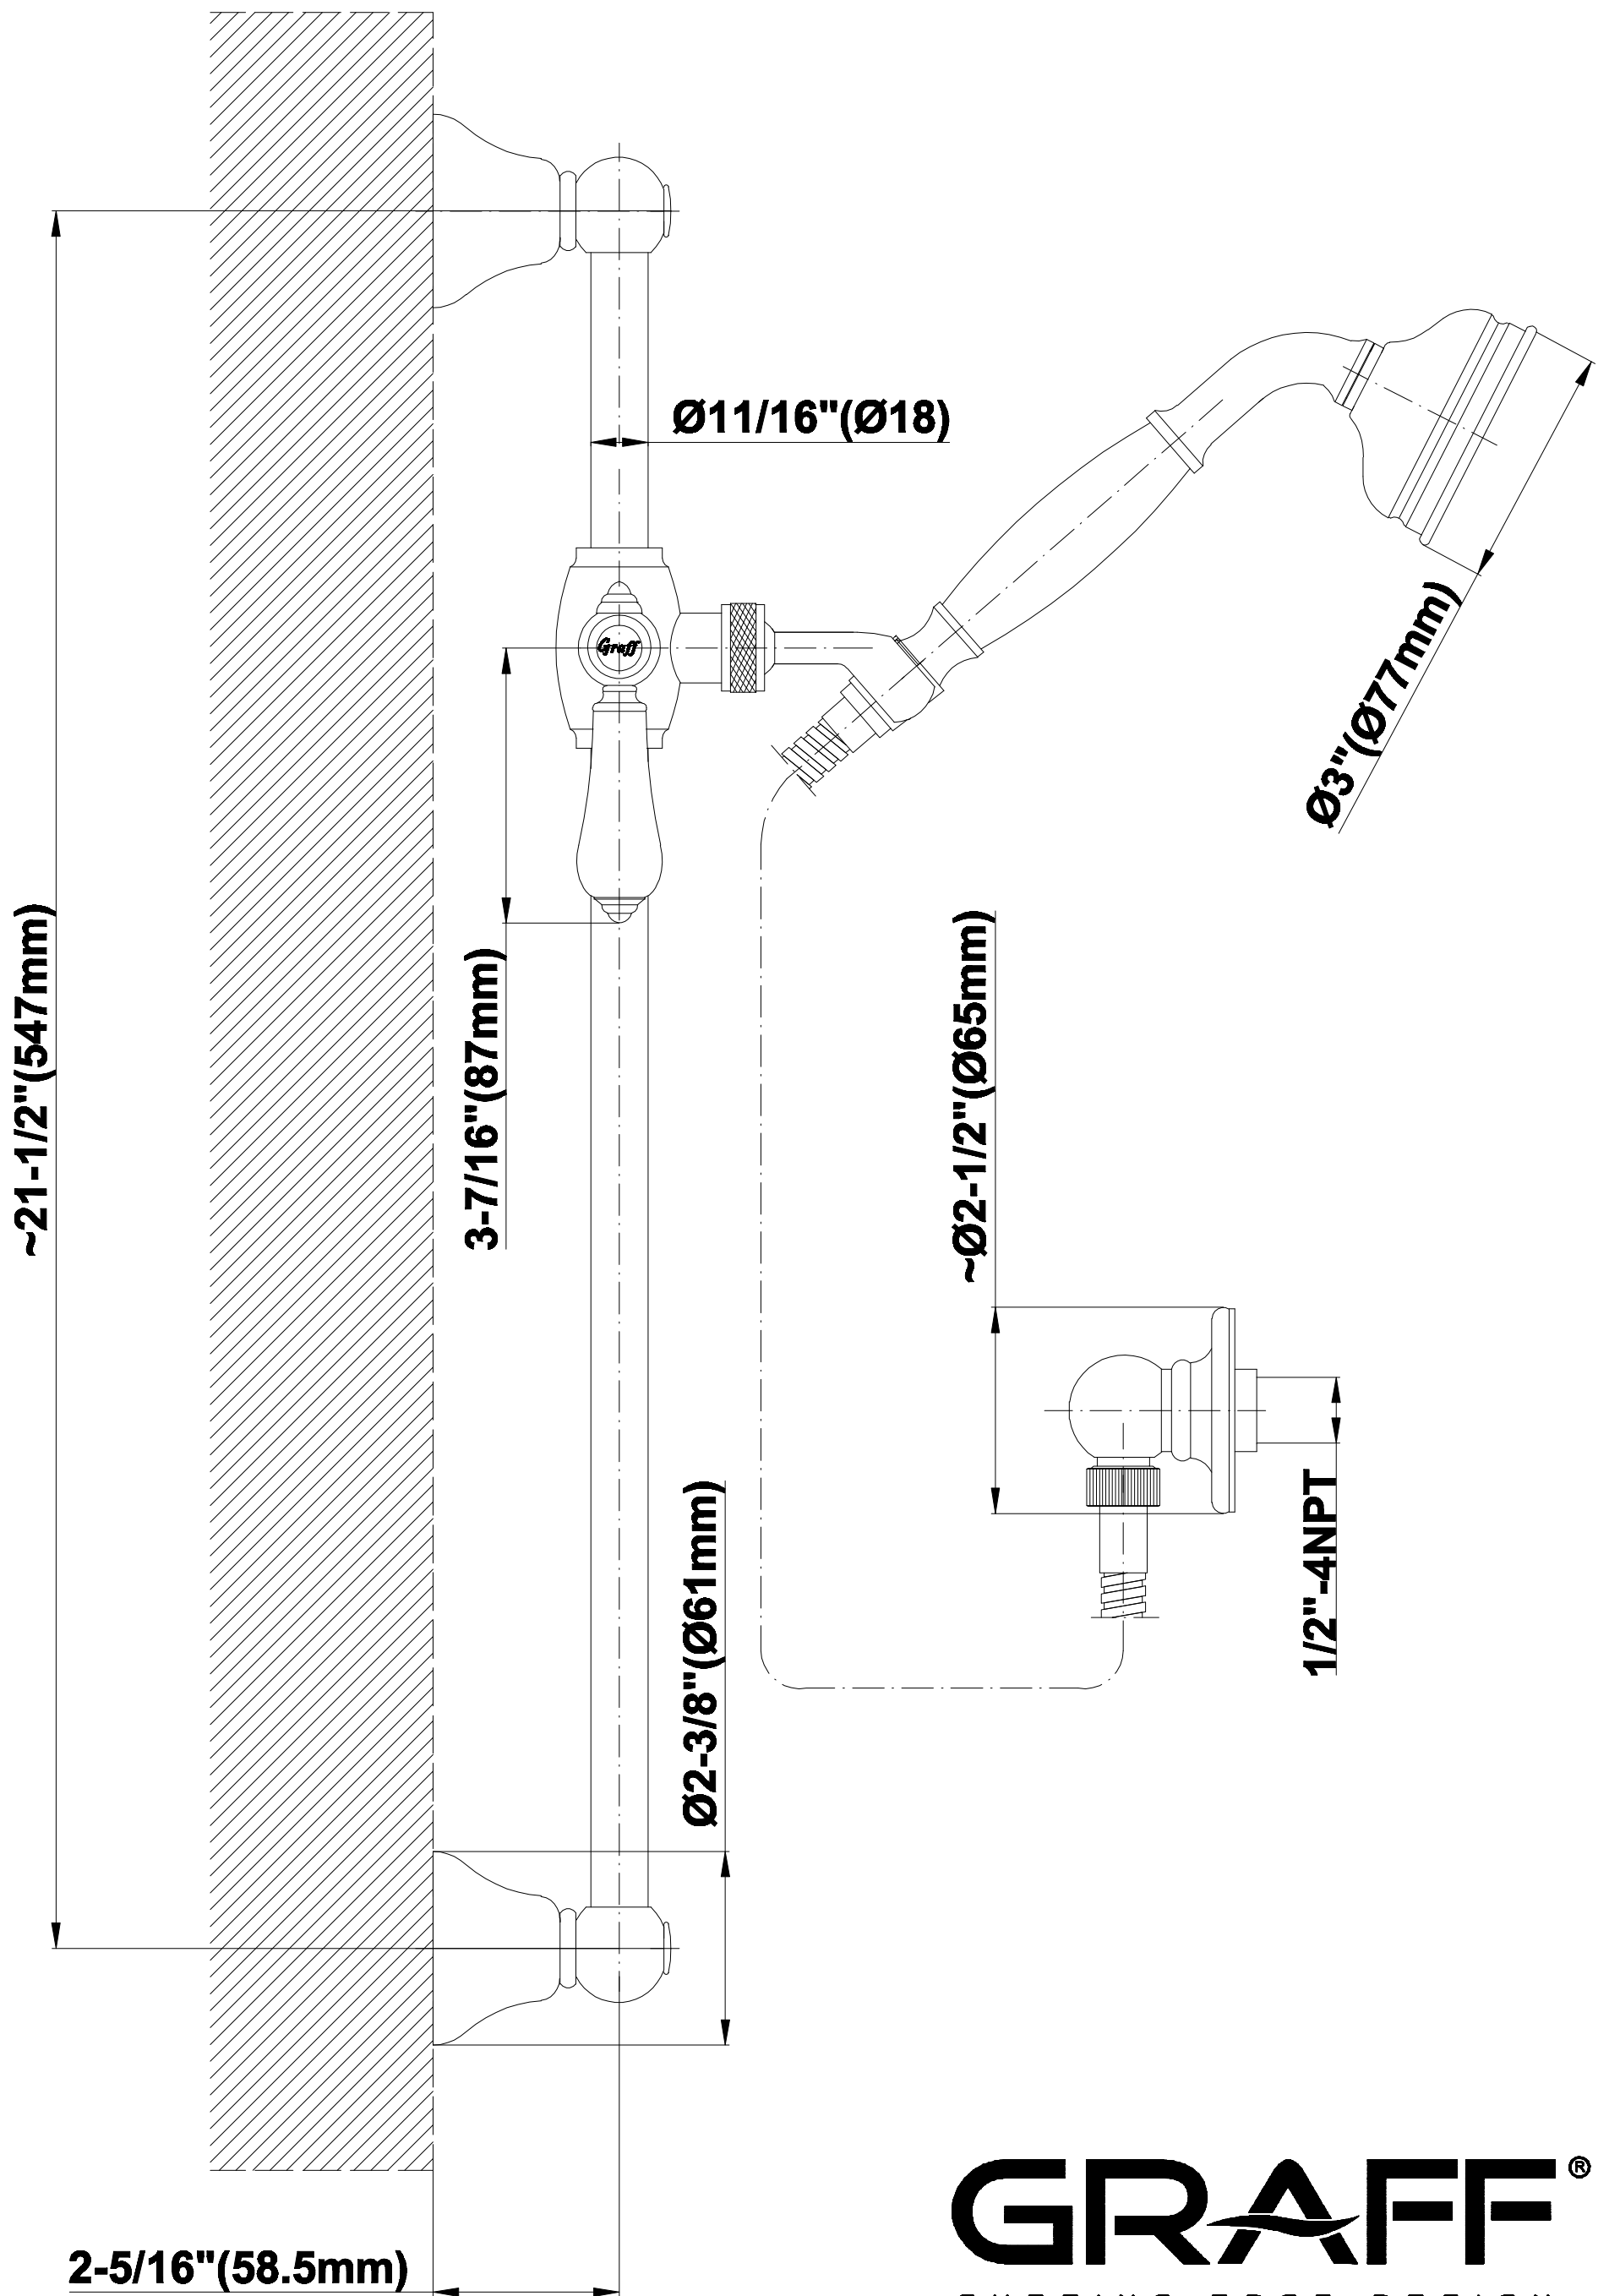 Ø11/16"(Ø18)
Graff
Ø3"(Ø77mm)
~21-1/2"(547mm)
3-7/16"(87mm)
~Ø2-1/2"(Ø65mm)
1/2"-4NPT
Ø2-3/8"(Ø61mm)
GRAFF®
2-5/16"(58.5mm)